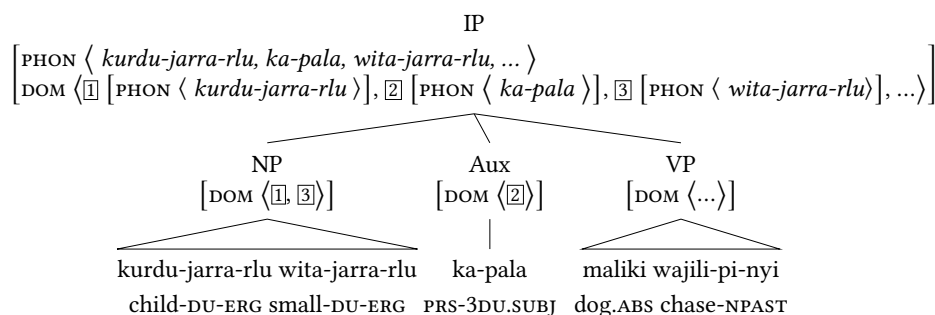 IP
PHON ⟨ kurdu-jarra-rlu, ka-pala, wita-jarra-rlu, ... ⟩
DOM ⟨1 [PHON ⟨ kurdu-jarra-rlu ⟩], 2 [PHON ⟨ ka-pala ⟩], 3 [PHON ⟨ wita-jarra-rlu⟩], ...⟩
NP Aux VP
[DOM ⟨1, 3⟩] [DOM ⟨2⟩] [DOM ⟨...⟩]
kurdu-jarra-rlu wita-jarra-rlu ka-pala maliki wajili-pi-nyi
child-DU-ERG small-DU-ERG PRS-3DU.SUBJ dog.ABS chase-NPAST